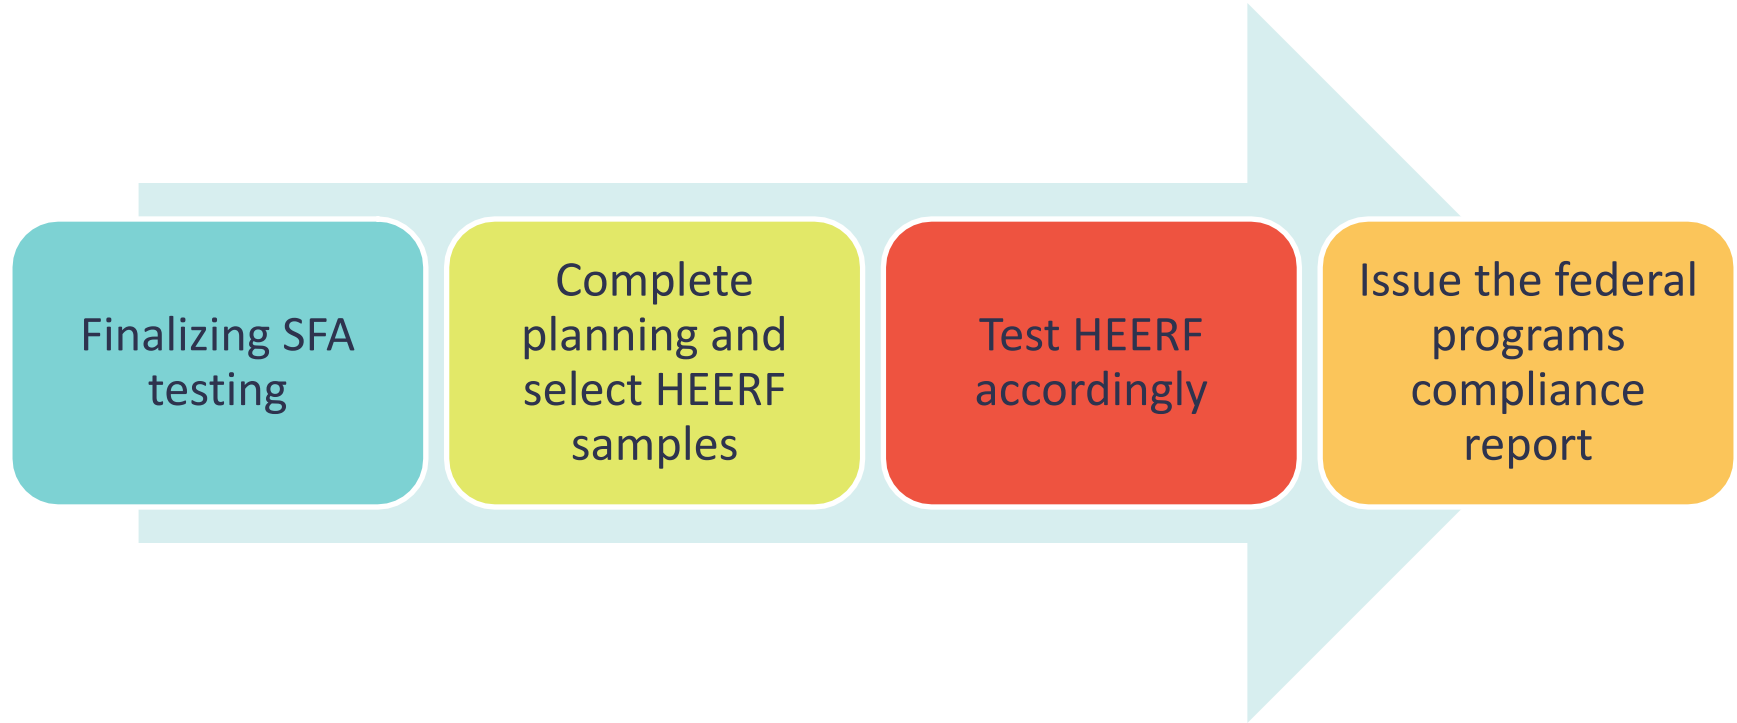 Finalizing SFA
testing
Complete
planning and
select HEERF
samples
Test HEERF
accordingly
Issue the federal
programs
compliance
report